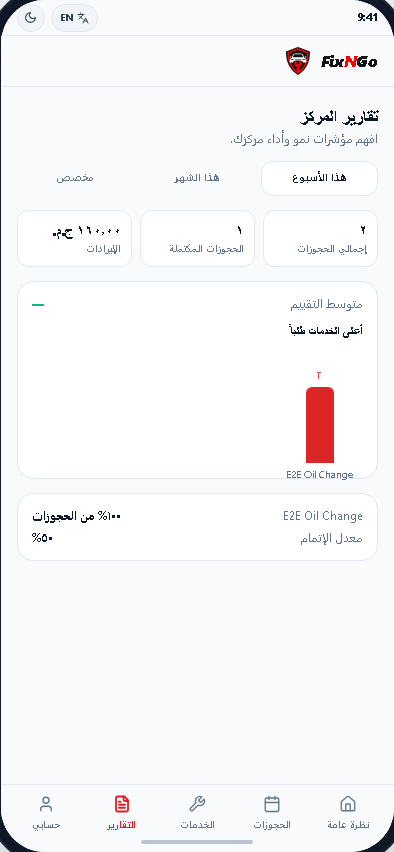 EN
9:41
FixNGo
تقارير المركز
افهم مؤشرات نمو وأداء مركزك.
هذا الأسبوع
هذا الشهر
مخصص
٢
١
١٦٠٫٠٠ ج.م.
إجمالي الحجوزات
الحجوزات المكتملة
الإيرادات
متوسط التقييم
—
أعلى الخدمات طلباً
٢
E2E Oil Change
E2E Oil Change
١٠٠% من الحجوزات
معدل الإتمام
٥٠%
نظرة عامة
الحجوزات
الخدمات
التقارير
حسابي